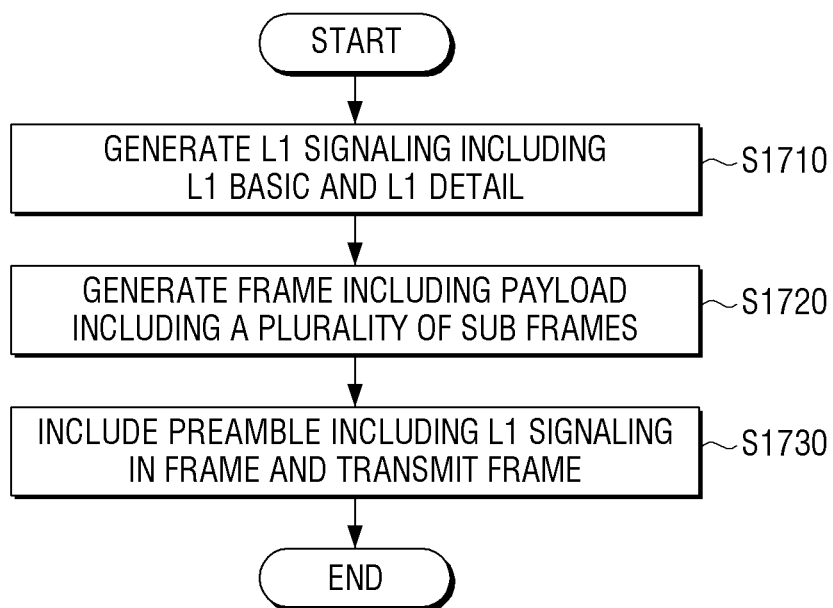 START
GENERATE L1 SIGNALING INCLUDING
L1 BASIC AND L1 DETAIL
S1710
GENERATE FRAME INCLUDING PAYLOAD
INCLUDING A PLURALITY OF SUB FRAMES
S1720
INCLUDE PREAMBLE INCLUDING L1 SIGNALING
IN FRAME AND TRANSMIT FRAME
S1730
END